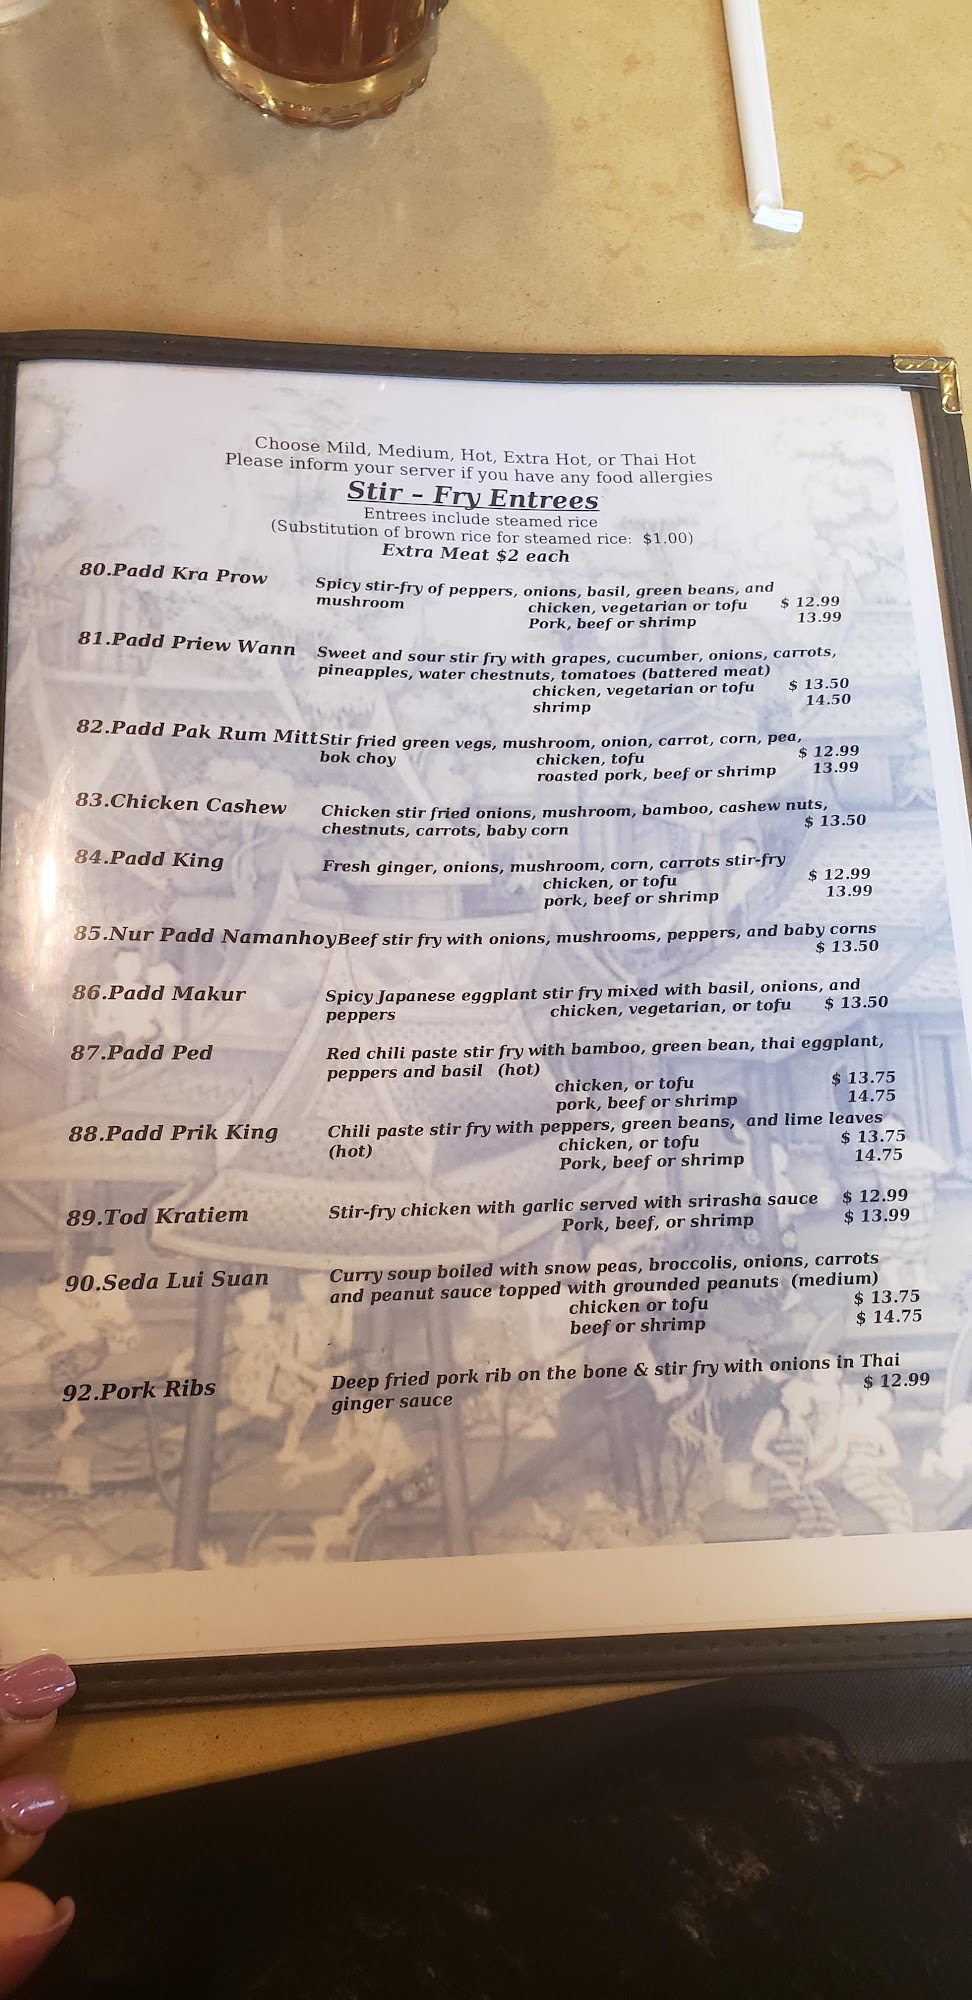 Choose Mild, Medium, Hot, Extra Hot, or Thai Hot
Please inform your server if you have any food allergies
Stir - Fry Entrees
Entrees include steamed rice
(Substitution of brown rice for steamed rice: $1.00)
Extra Meat $2 each
80.Padd Kra Prow Spicy stir-fry of peppers, onions, basil, green beans, and
mushroom chicken, vegetarian or tofu $ 12.99
Pork, beef or shrimp 13.99
81.Padd Priew Wann Sweet and sour stir fry with grapes, cucumber, onions, carrots,
pineapples, water chestnuts, tomatoes (battered meat)
chicken, vegetarian or tofu $ 13.50
shrimp 14.50
82.Padd Pak Rum Mitt Stir fried green vegs, mushroom, onion, carrot, corn, pea,
bok choy chicken, tofu $ 12.99
roasted pork, beef or shrimp 13.99
83.Chicken Cashew Chicken stir fried onions, mushroom, bamboo, cashew nuts,
chestnuts, carrots, baby corn $ 13.50
84.Padd King Fresh ginger, onions, mushroom, corn, carrots stir-fry
chicken, or tofu $ 12.99
pork, beef or shrimp 13.99
85.Nur Padd Namanhoy Beef stir fry with onions, mushrooms, peppers, and baby corns
$ 13.50
86.Padd Makur Spicy Japanese eggplant stir fry mixed with basil, onions, and
peppers chicken, vegetarian, or tofu $ 13.50
87.Padd Ped Red chili paste stir fry with bamboo, green bean, thai eggplant,
peppers and basil (hot)
chicken, or tofu $ 13.75
pork, beef or shrimp 14.75
88.Padd Prik King Chili paste stir fry with peppers, green beans, and lime leaves
(hot) chicken, or tofu $ 13.75
Pork, beef or shrimp 14.75
89.Tod Kratiem Stir-fry chicken with garlic served with srirasha sauce $ 12.99
Pork, beef, or shrimp $ 13.99
90.Seda Lui Suan Curry soup boiled with snow peas, broccolis, onions, carrots
and peanut sauce topped with grounded peanuts (medium)
chicken or tofu $ 13.75
beef or shrimp $ 14.75
92.Pork Ribs Deep fried pork rib on the bone & stir fry with onions in Thai
ginger sauce $ 12.99